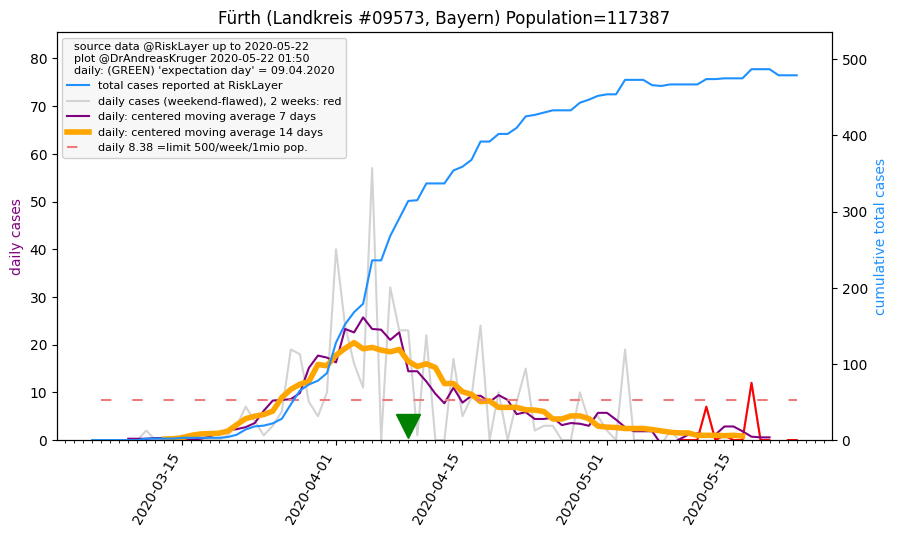 Fürth (Landkreis #09573, Bayern) Population=117387
source data @RiskLayer up to 2020-05-22
plot @DrAndreasKruger 2020-05-22 01:50
daily: (GREEN) 'expectation day' = 09.04.2020
total cases reported at RiskLayer
daily cases (weekend-flawed), 2 weeks: red
daily: centered moving average 7 days
daily: centered moving average 14 days
daily 8.38 =limit 500/week/1mio pop.
daily cases
80
70
60
50
40
30
20
10
0
cumulative total cases
500
400
300
200
100
0
2020-03-15
2020-04-01
2020-04-15
2020-05-01
2020-05-15